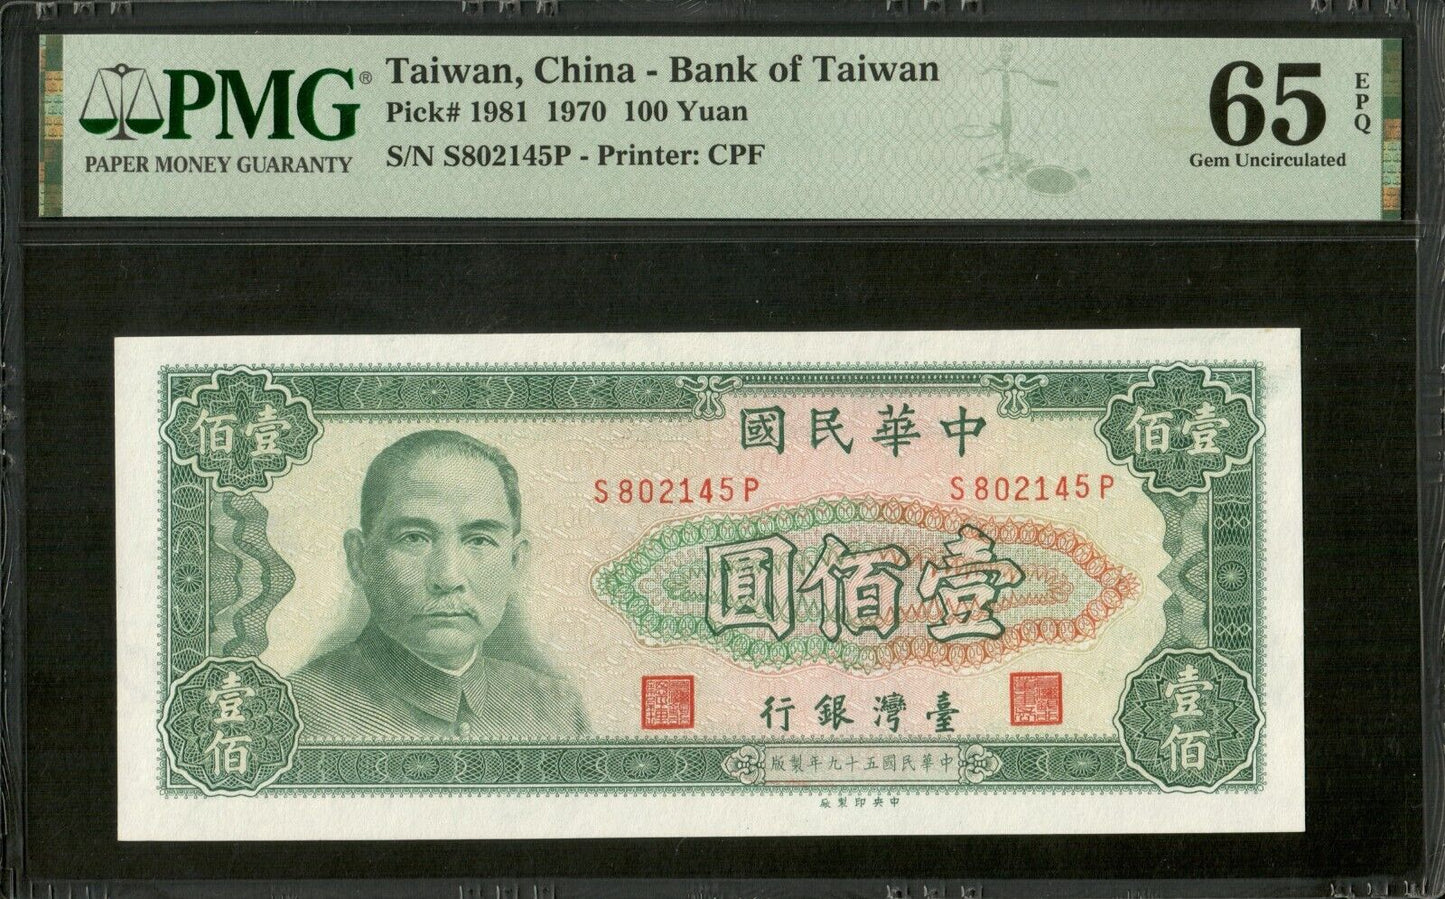 PMG®
PAPER MONEY GUARANTY
Taiwan, China - Bank of Taiwan
Pick# 1981 1970 100 Yuan
S/N S802145P - Printer: CPF
65
EPQ
Gem Uncirculated
佰壹
佰壹
國民華中
S802145P
S802145P
圓佰壹
行銀灣臺
壹佰
壹佰
版製年九十五國民華中
廠製印央中